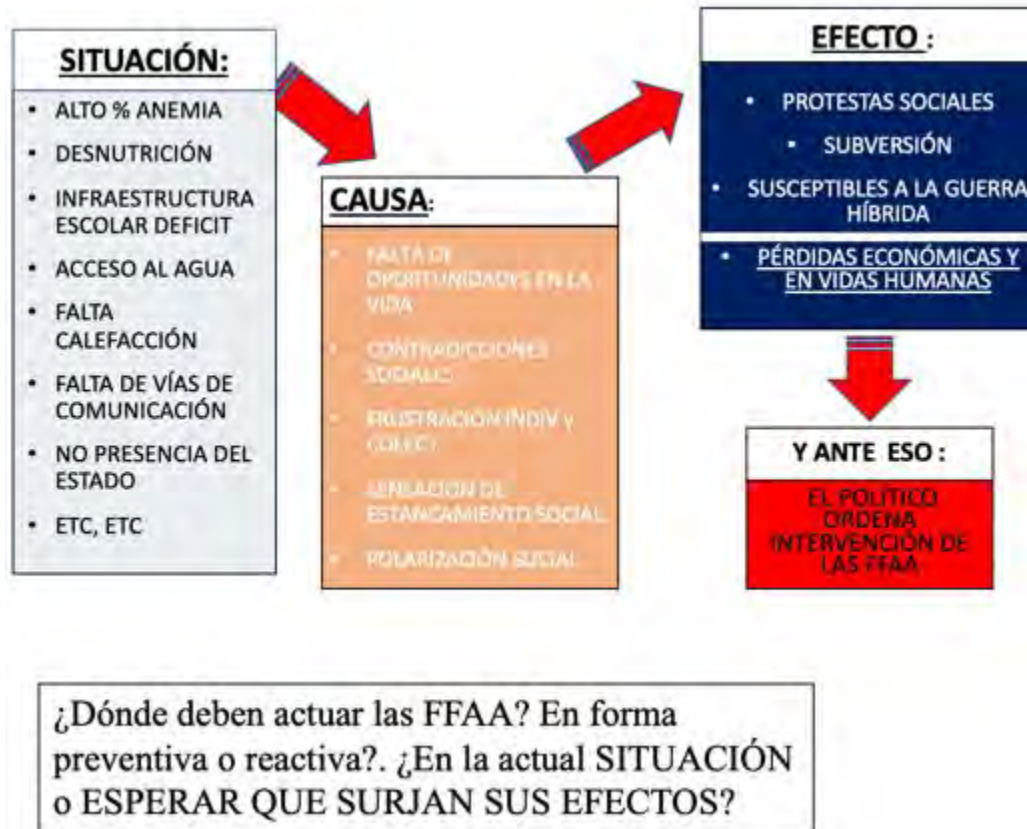 SITUACIÓN:
• ALTO % ANEMIA
• DESNUTRICIÓN
• INFRAESTRUCTURA
ESCOLAR DEFICIT
• ACCESO AL AGUA
• FALTA
CALEFACCIÓN
• FALTA DE VÍAS DE
COMUNICACIÓN
• NO PRESENCIA DEL
ESTADO
• ETC, ETC
CAUSA:
• FALTA DE
EN LA
VIDA
• CONTRADICCIONES
• FRUSTRACIÓN INDIV Y
• SENSACIÓN DE
ESTANCAMIENTO SOCIAL
• POLARIZACIÓN SOCIAL
EFECTO :
• PROTESTAS SOCIALES
• SUBVERSIÓN
• SUSCEPTIBLES A LA GUERRA
HÍBRIDA
• PÉRDIDAS ECONÓMICAS Y
EN VIDAS HUMANAS
Y ANTE ESO :
EL POLÍTICO
ORDENA
INTERVENCIÓN DE
LAS FFAA
¿Dónde deben actuar las FFAA? En forma
preventiva o reactiva?. ¿En la actual SITUACIÓN
o ESPERAR QUE SURJAN SUS EFECTOS?